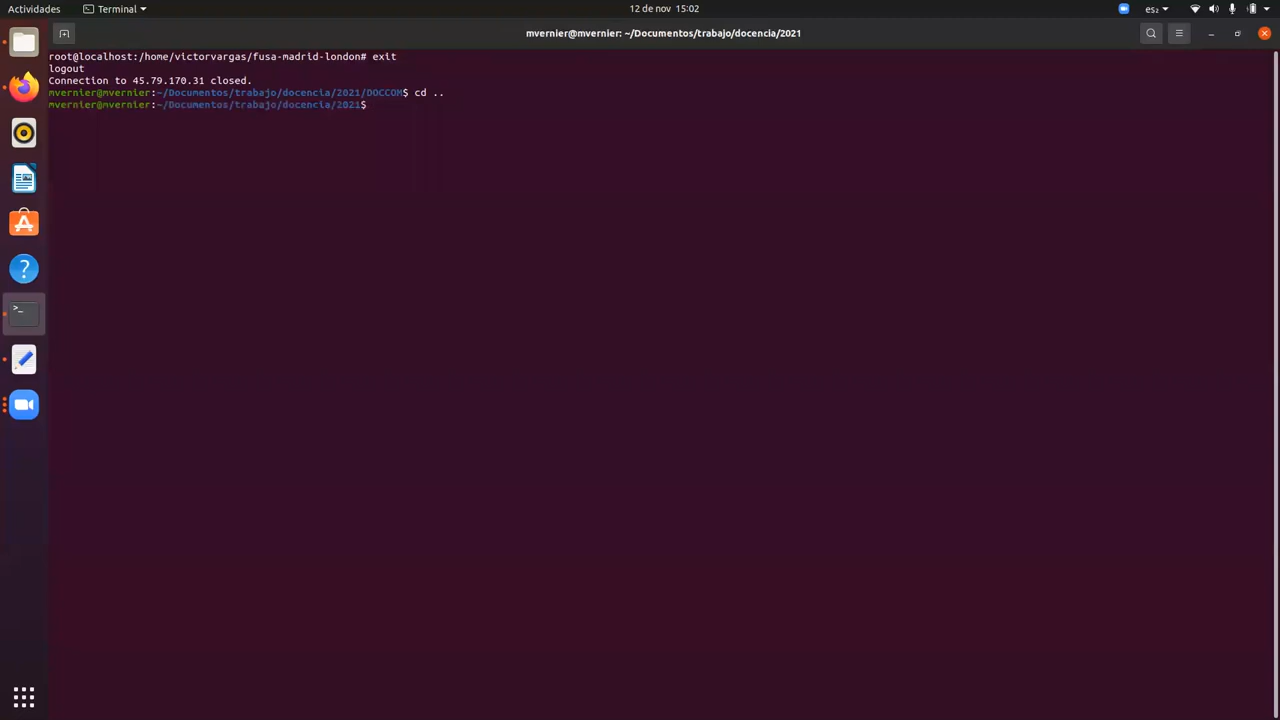 Actividades
Terminal
12 de nov 15:02
es₂
mvernier@mvernier: ~/Documentos/trabajo/docencia/2021
root@localhost:/home/victorvargas/fusa-madrid-london# exit
logout
Connection to 45.79.170.31 closed.
mvernier@mvernier:~/Documentos/trabajo/docencia/2021/DOCCOM$ cd ..
mvernier@mvernier:~/Documentos/trabajo/docencia/2021$